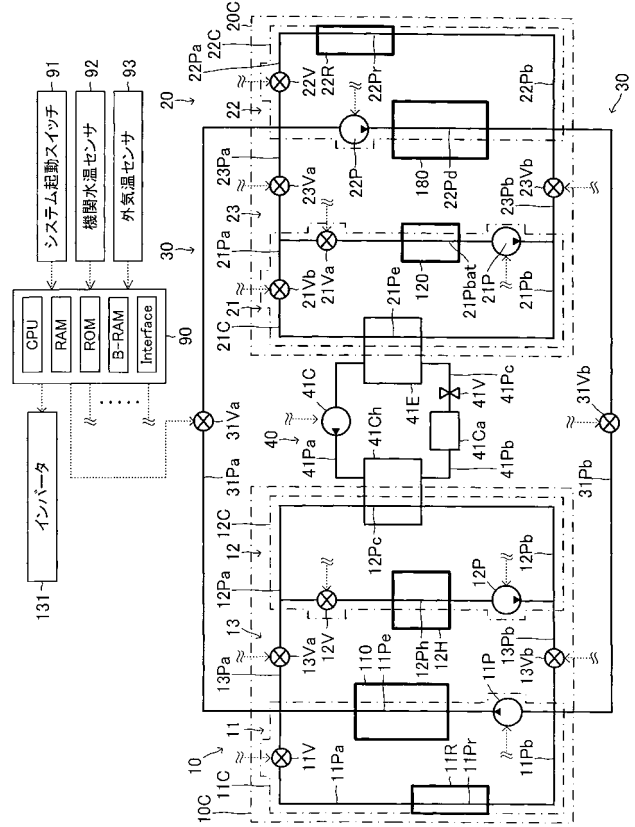 システム起動スイッチ
91
機関水温センサ
92
外気温センサ
93
CPU
RAM
ROM
B-RAM
Interface
90
インバータ
131
20
30
20C
22C
22Pa
22
22V
22R
22Pr
22P
180
22Pd
22Pb
23Pa
23
23Va
23Pb
23Vb
21Pa
21Vb
21Va
21
21C
120
21Pbat
21P
21Pb
21Pe
41E
41C
40
41Pa
41Ch
41V
41Pc
41Ca
41Pb
31Va
31Pa
31Vb
31Pb
30
12C
12
12Pa
12Pc
12V
12Ph
12H
12P
12Pb
13
13Pa
13Va
13Pb
13Vb
110
11Pe
11P
11
10
11C
10C
11V
11Pa
11R
11Pr
11Pb